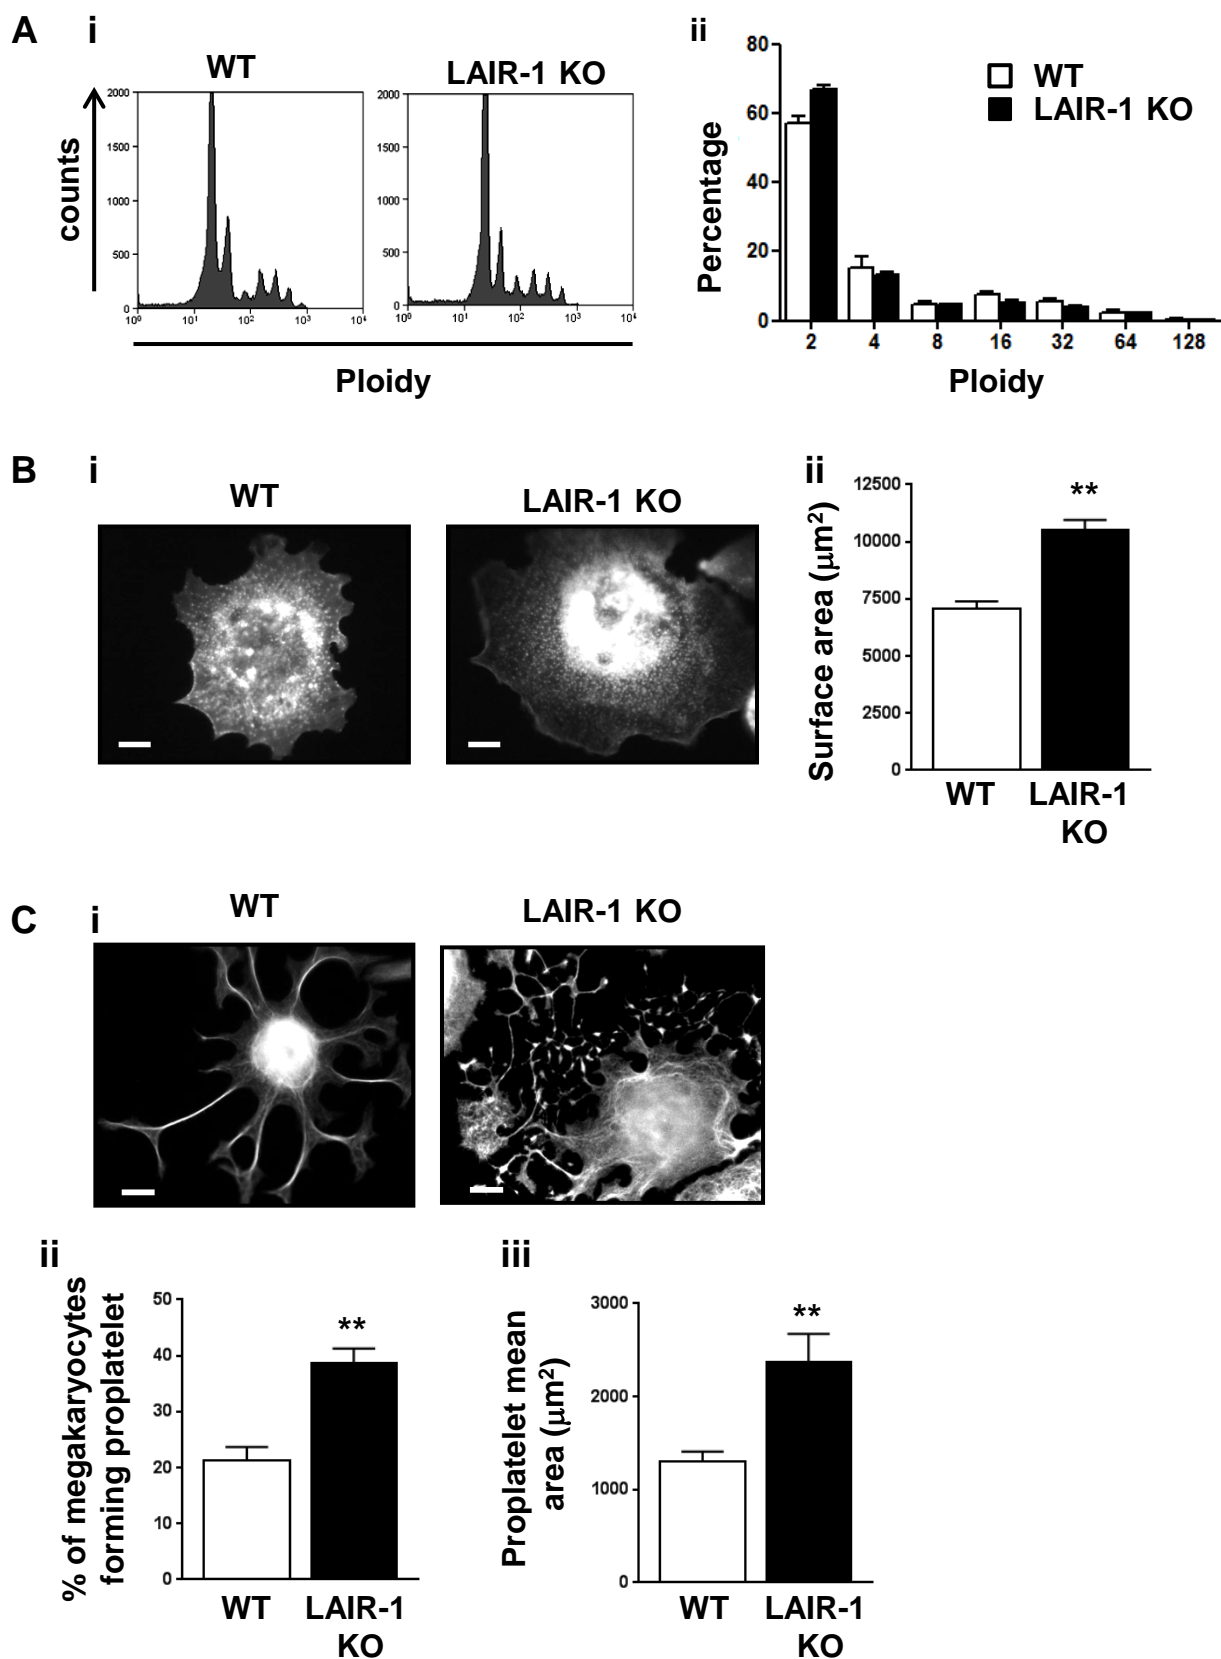 A i
WT
LAIR-1 KO
counts
2000
1500
1000
500
0
10⁰ 10¹ 10² 10³ 10⁴
2000
1500
1000
500
0
10⁰ 10¹ 10² 10³ 10⁴
Ploidy
ii
Percentage
80
60
40
20
0
WT
LAIR-1 KO
2 4 8 16 32 64 128
Ploidy
B i
WT
LAIR-1 KO
ii
Surface area (μm²)
12500
10000
7500
5000
2500
0
**
WT LAIR-1
KO
C i
WT
LAIR-1 KO
ii
% of megakaryocytes
forming proplatelet
50
40
30
20
10
0
**
WT LAIR-1
KO
iii
Proplatelet mean
area (μm²)
3000
2000
1000
0
**
WT LAIR-1
KO